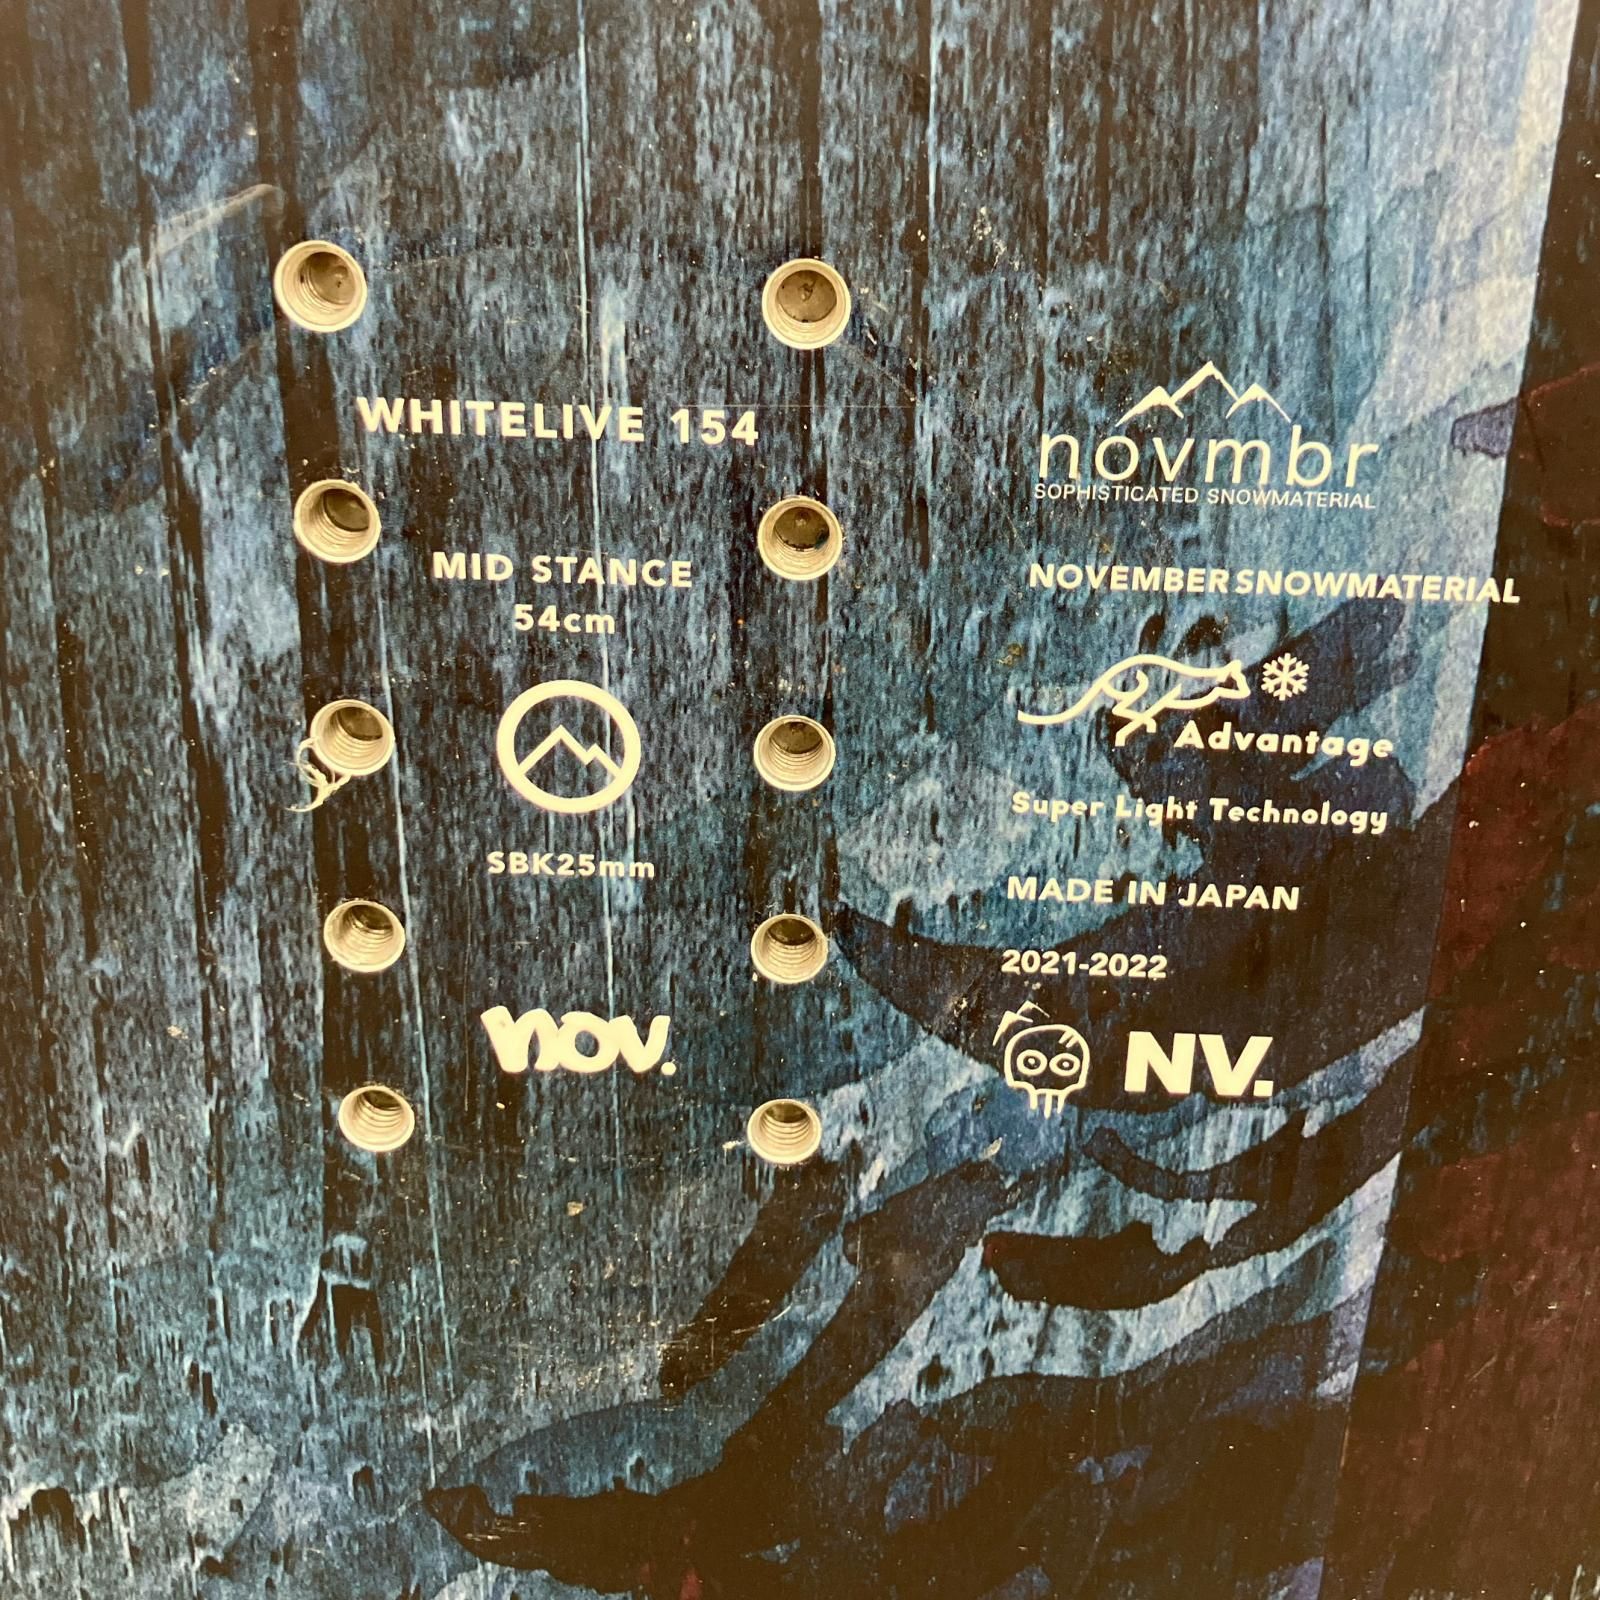 WHITELIVE 154
MID STANCE
54cm
SBK25mm
nov.
novmbr
SOPHISTICATED SNOWMATERIAL
NOVEMBER SNOWMATERIAL
Advantage
Super Light Technology
MADE IN JAPAN
2021-2022
NV.